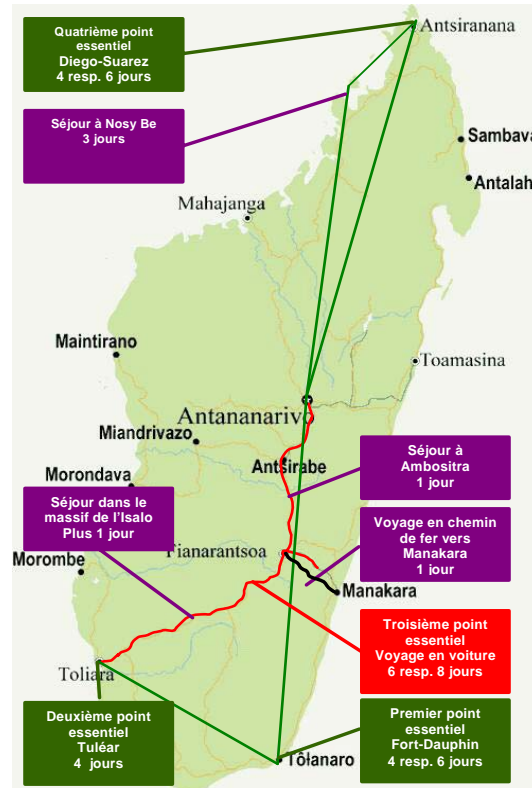 Quatrième point
essentiel
Diego-Suarez
4 resp. 6 jours
Antsiranana
Séjour à Nosy Be
3 jours
Sambava
Antalah
Mahajanga
Maintirano
Toamasina
Antananarivo
Miandrivazo
Antsirabe
Séjour à
Ambositra
1 jour
Morondava
Séjour dans le
massif de l'Isalo
Plus 1 jour
Voyage en chemin
de fer vers
Manakara
1 jour
Fianarantsoa
Morombe
Manakara
Troisième point
essentiel
Voyage en voiture
6 resp. 8 jours
Toliara
Deuxième point
essentiel
Tuléar
4 jours
Premier point
essentiel
Fort-Dauphin
4 resp. 6 jours
Tôlanaro